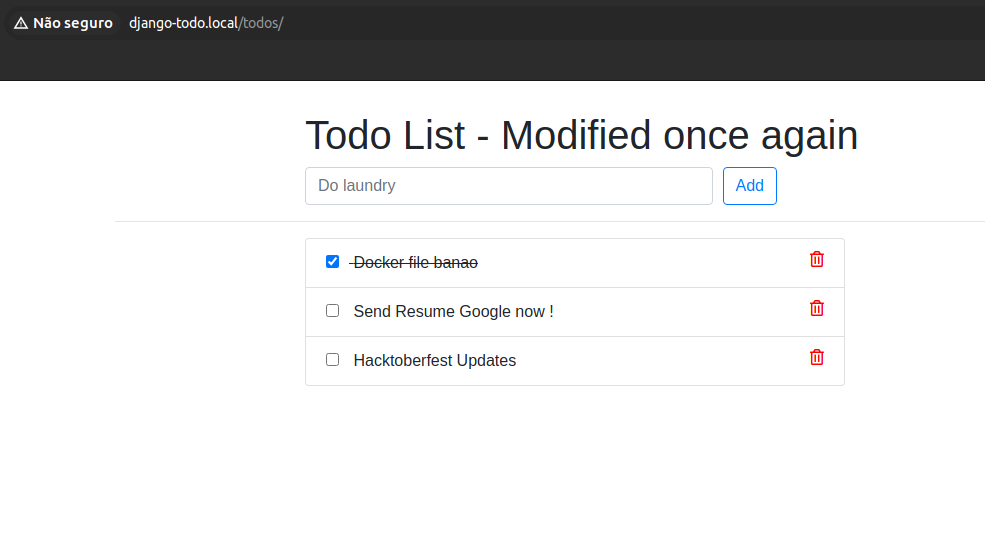 Não seguro django-todo.local/todos/
Todo List - Modified once again
Do laundry Add
Docker file banao
Send Resume Google now !
Hacktoberfest Updates